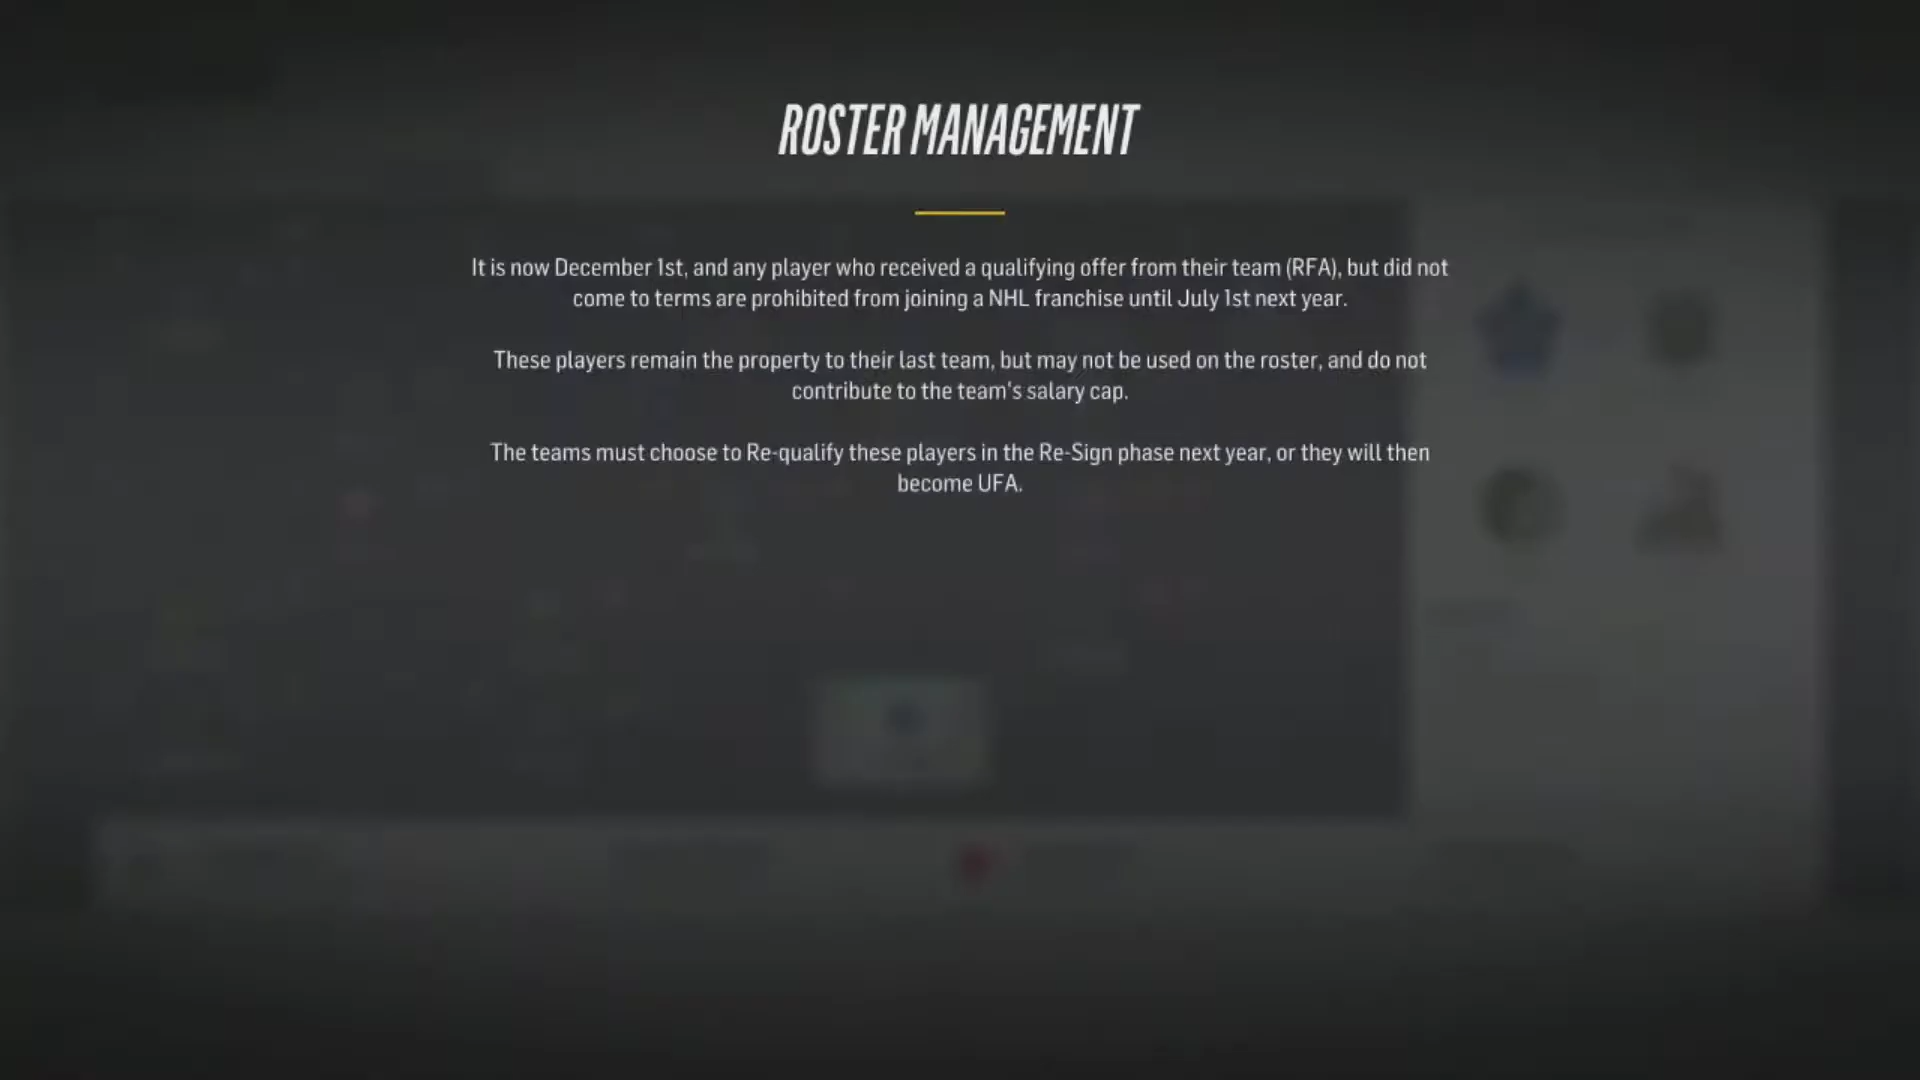 ROSTER MANAGEMENT
It is now December 1st, and any player who received a qualifying offer from their team (RFA), but did not
come to terms are prohibited from joining a NHL franchise until July 1st next year.
These players remain the property to their last team, but may not be used on the roster, and do not
contribute to the team's salary cap.
The teams must choose to Re-qualify these players in the Re-Sign phase next year, or they will then
become UFA.